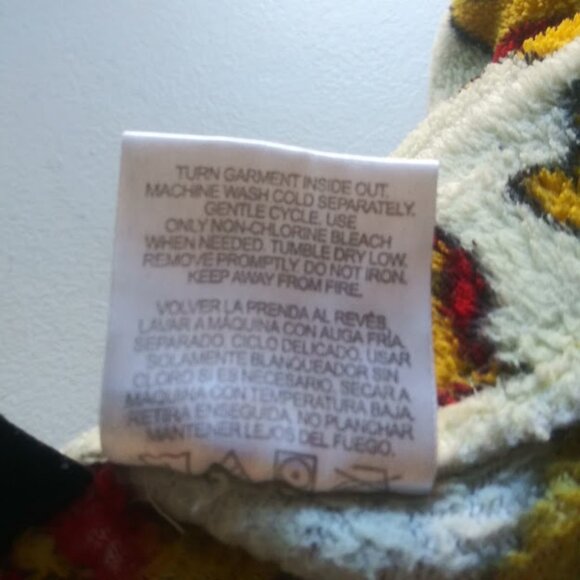 TURN GARMENT INSIDE OUT.
MACHINE WASH COLD SEPARATELY.
GENTLE CYCLE. USE
ONLY NON-CHLORINE BLEACH
WHEN NEEDED. TUMBLE DRY LOW.
REMOVE PROMPTLY. DO NOT IRON.
KEEP AWAY FROM FIRE.
VOLVER LA PRENDA AL REVÉS.
LAVAR A MÁQUINA CON AUGA FRÍA
SEPARADO. CICLO DELICADO. USAR
SOLAMENTE BLANQUEADOR SIN
CLORO SI ES NECESARIO. SECAR A
MÁQUINA CON TEMPERATURA BAJA.
RETIRA ENSEGUIDA. NO PLANCHAR
MANTENER LEJOS DEL FUEGO.